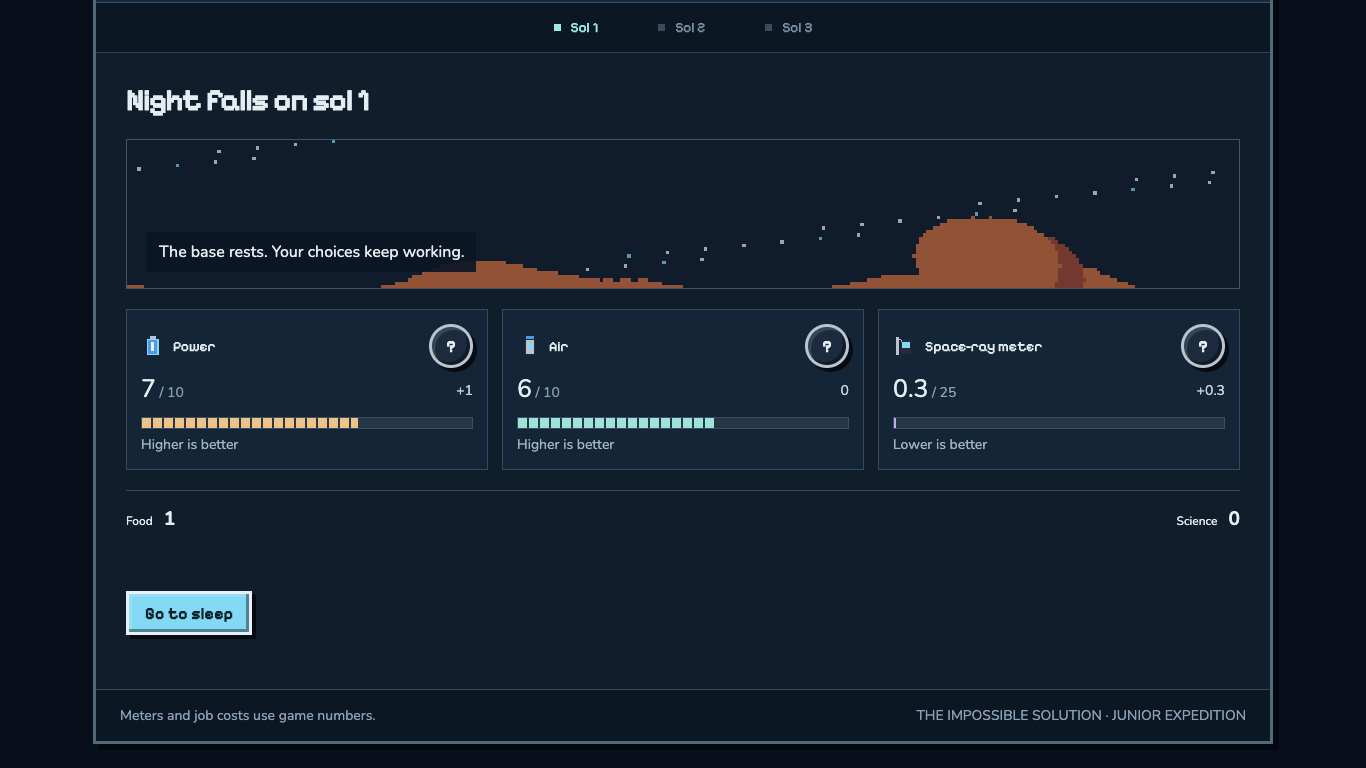 Sol 1
Sol 2
Sol 3
Night falls on sol 1
The base rests. Your choices keep working.
Power
?
7 / 10
+1
Higher is better
Air
?
6 / 10
0
Higher is better
Space-ray meter
?
0.3 / 25
+0.3
Lower is better
Food 1
Science 0
Go to sleep
Meters and job costs use game numbers.
THE IMPOSSIBLE SOLUTION · JUNIOR EXPEDITION